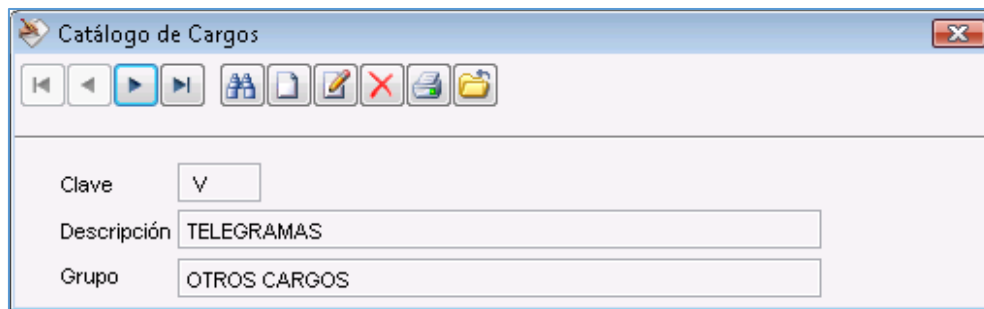 Catálogo de Cargos
Clave V
Descripción TELEGRAMAS
Grupo OTROS CARGOS